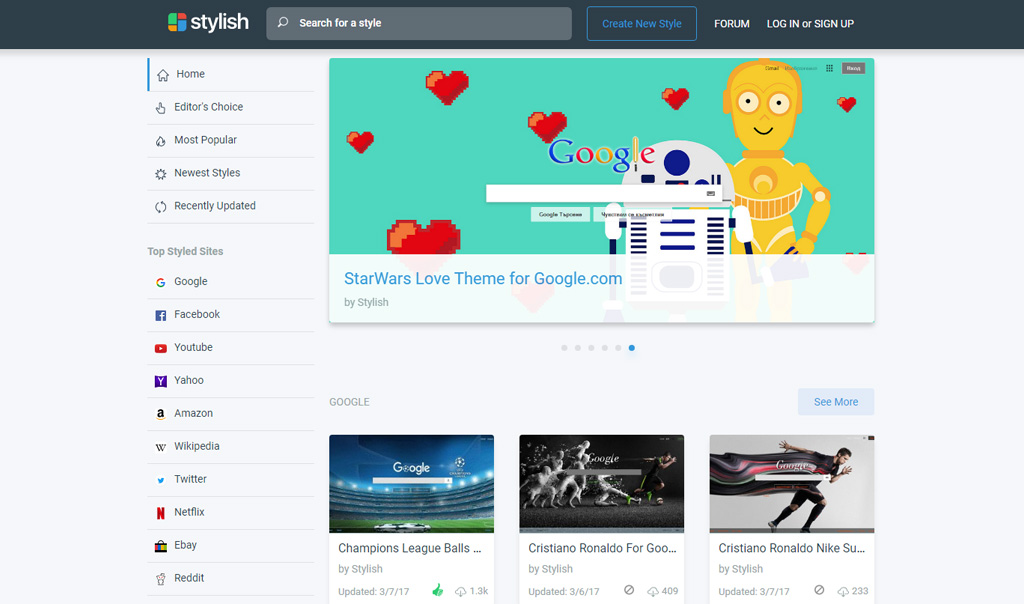 stylish
Search for a style
Create New Style
FORUM
LOG IN or SIGN UP
Home
Editor's Choice
Most Popular
Newest Styles
Recently Updated
Top Styled Sites
Google
Facebook
Youtube
Yahoo
Amazon
Wikipedia
Twitter
Netflix
Ebay
Reddit
Gmail
Вход
Google
Google Търсене
Чувствам се късметлия
StarWars Love Theme for Google.com
by Stylish
GOOGLE
See More
Google
Champions League Balls ...
by Stylish
Updated: 3/7/17
1.3k
Google
Cristiano Ronaldo For Goo...
by Stylish
Updated: 3/6/17
409
Google
Cristiano Ronaldo Nike Su...
by Stylish
Updated: 3/7/17
233